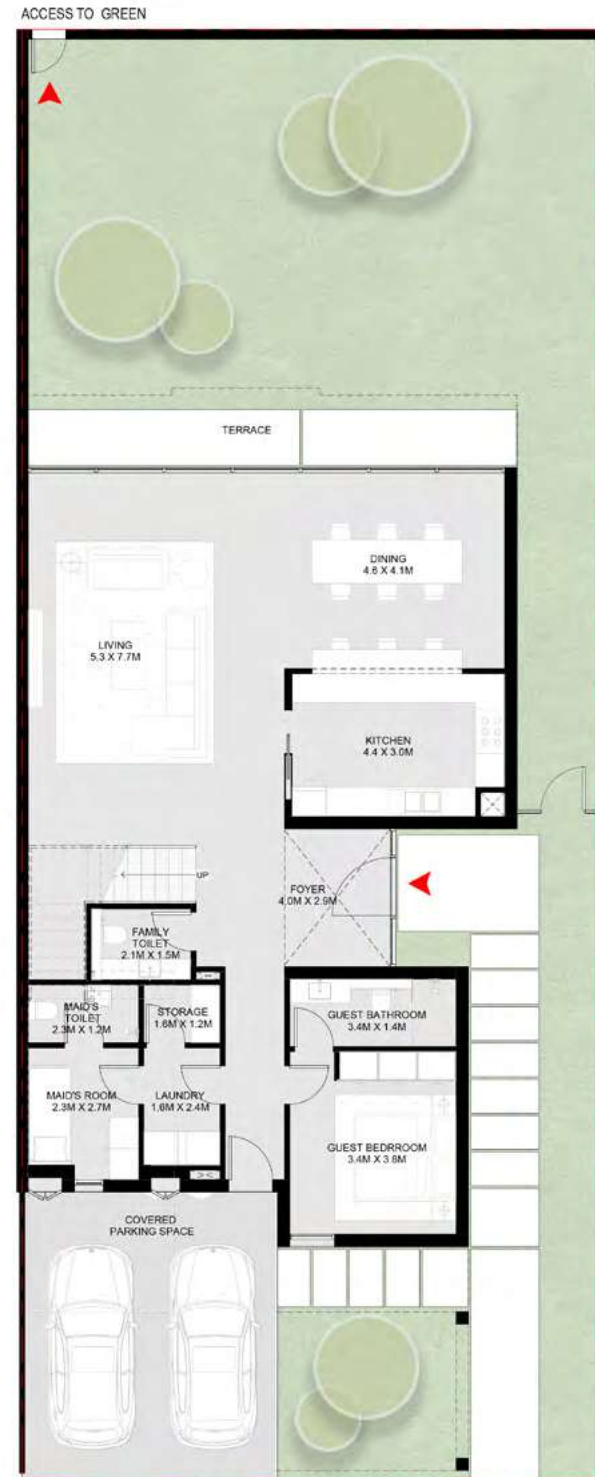 ACCESS TO GREEN
TERRACE
DINING
4.6 X 4.1M
LIVING
5.3 X 7.7M
KITCHEN
4.4 X 3.0M
UP
FOYER
4.0M X 2.9M
FAMILY
TOILET
2.1M X 1.5M
MAID'S
TOILET
2.3M X 1.2M
STORAGE
1.6M X 1.2M
GUEST BATHROOM
3.4M X 1.4M
MAID'S ROOM
2.3M X 2.7M
LAUNDRY
1.6M X 2.4M
GUEST BEDRROOM
3.4M X 3.8M
COVERED
PARKING SPACE